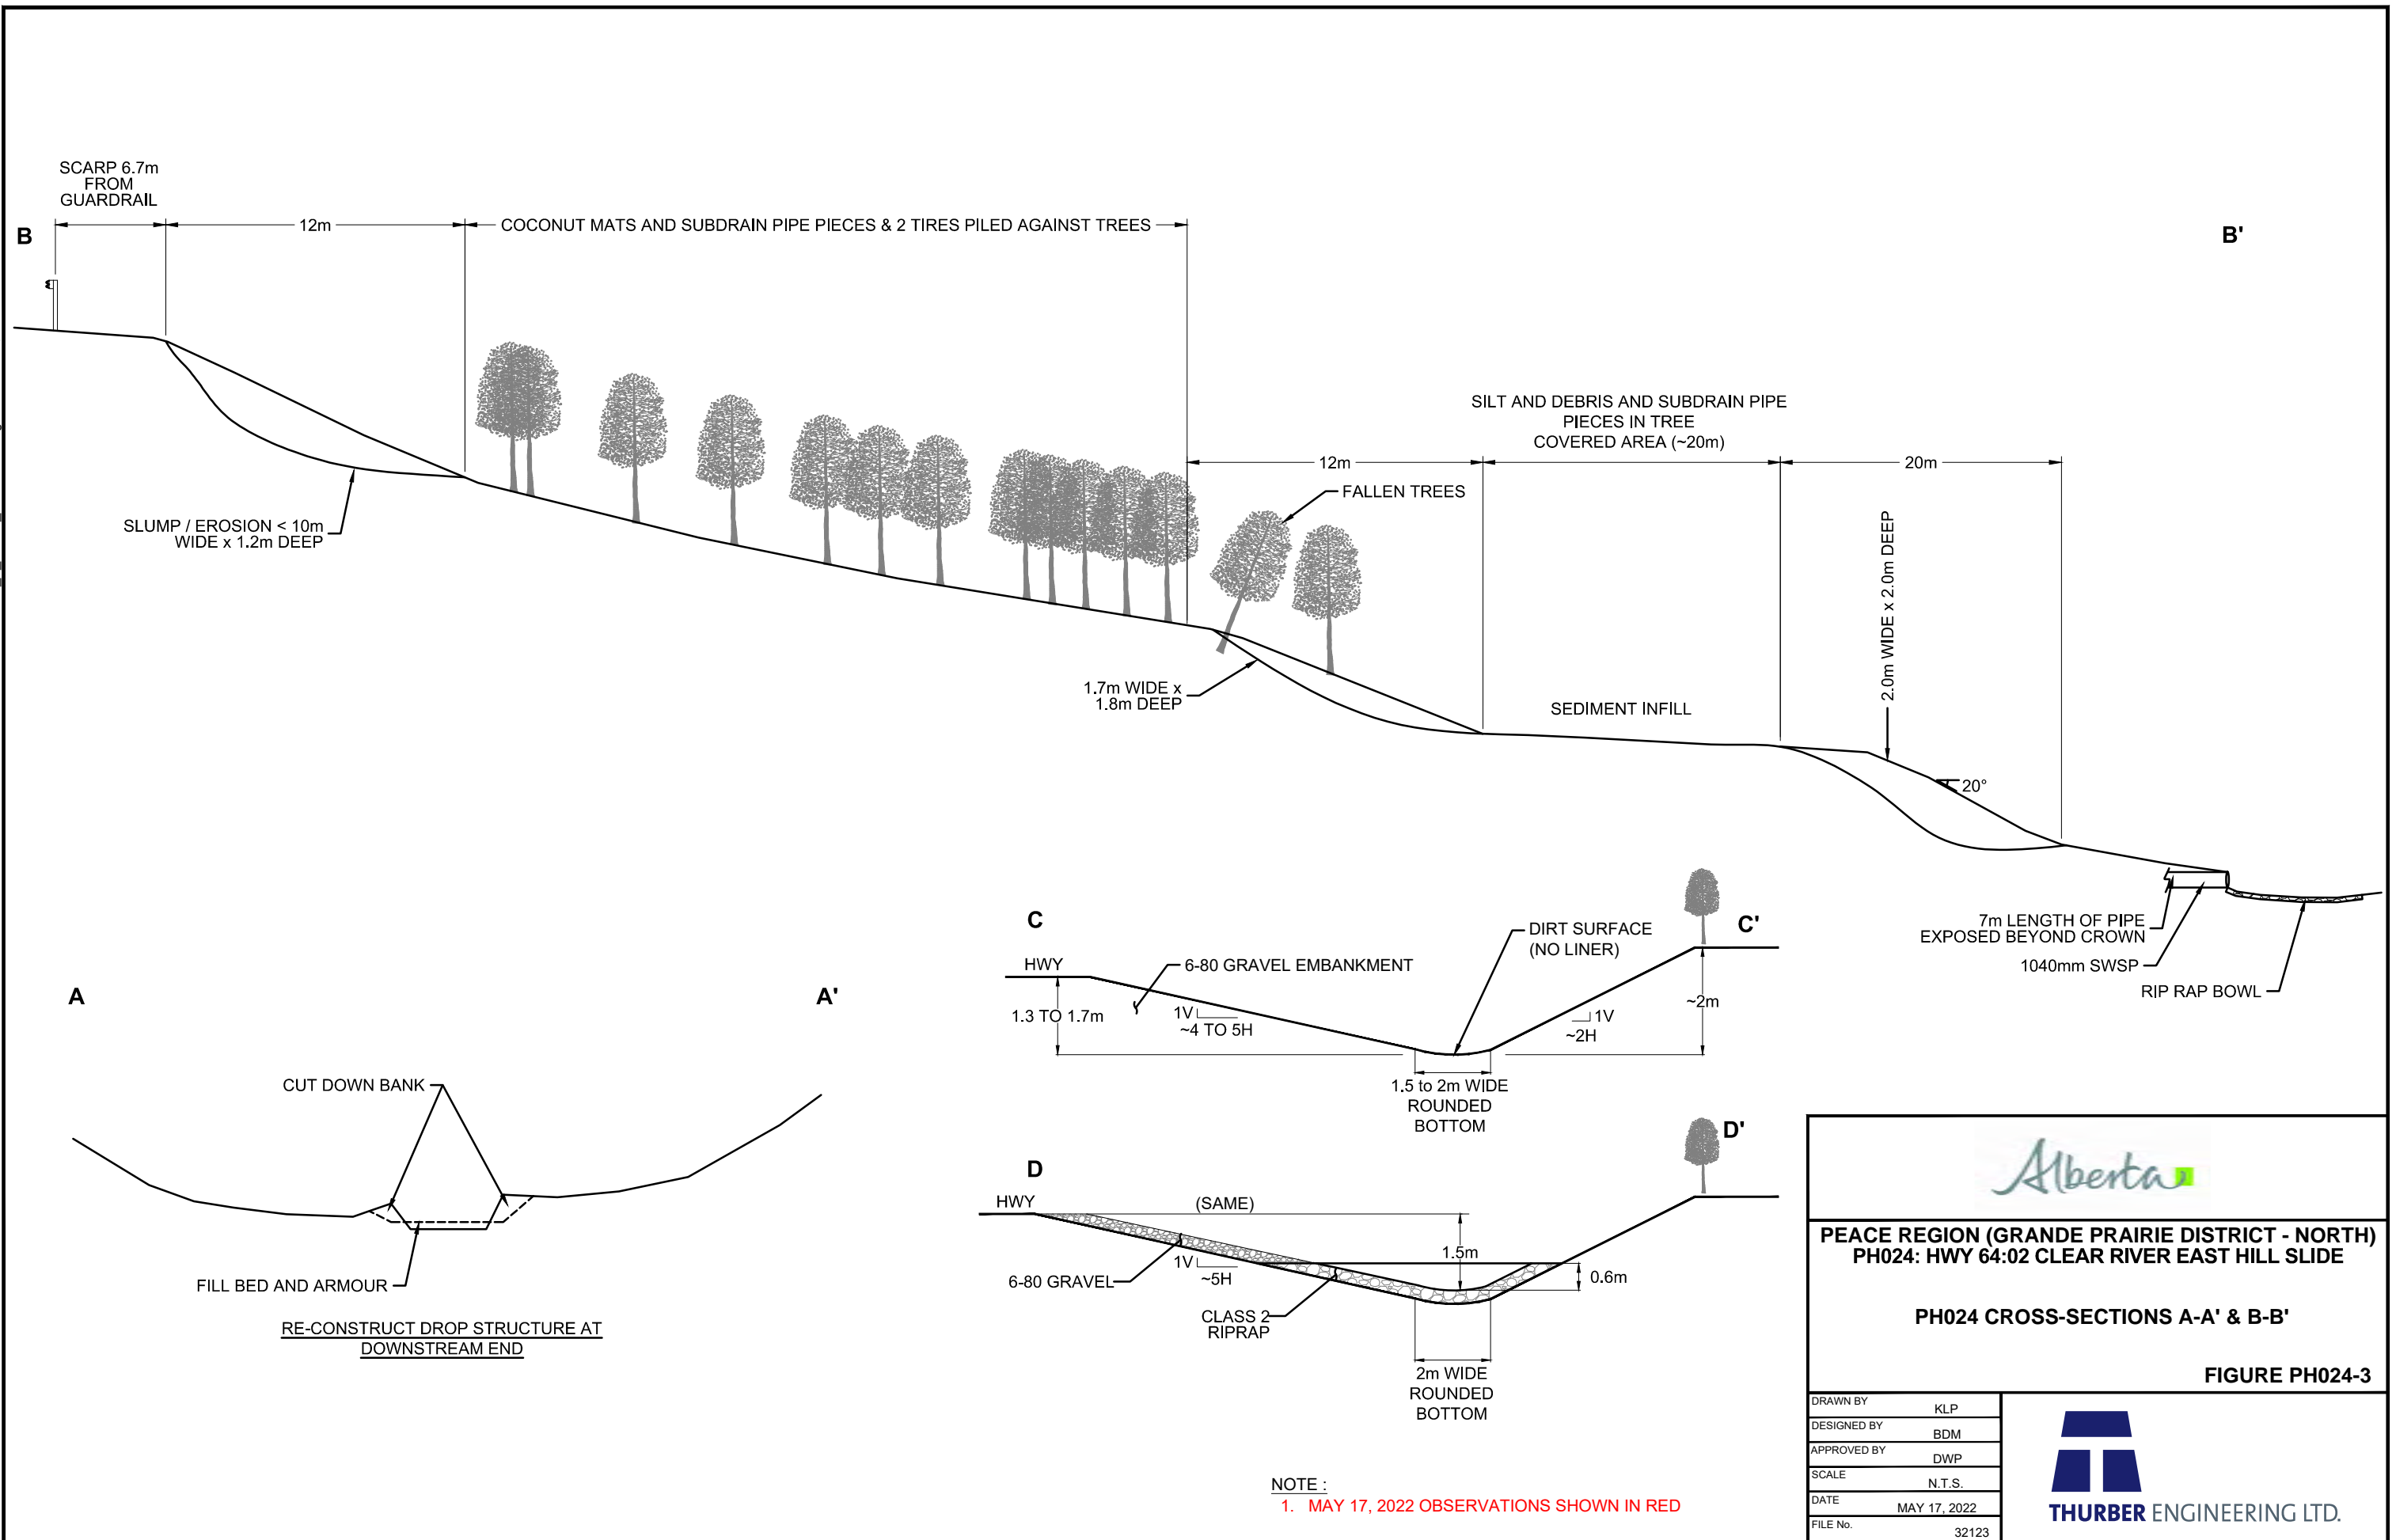 SCARP 6.7m
FROM
GUARDRAIL
B
12m
COCONUT MATS AND SUBDRAIN PIPE PIECES & 2 TIRES PILED AGAINST TREES
B'
SLUMP / EROSION < 10m
WIDE x 1.2m DEEP
SILT AND DEBRIS AND SUBDRAIN PIPE
PIECES IN TREE
COVERED AREA (~20m)
12m
20m
FALLEN TREES
2.0m WIDE x 2.0m DEEP
1.7m WIDE x
1.8m DEEP
SEDIMENT INFILL
20°
7m LENGTH OF PIPE
EXPOSED BEYOND CROWN
1040mm SWSP
RIP RAP BOWL
A
A'
CUT DOWN BANK
FILL BED AND ARMOUR
RE-CONSTRUCT DROP STRUCTURE AT
DOWNSTREAM END
C
C'
HWY
6-80 GRAVEL EMBANKMENT
DIRT SURFACE
(NO LINER)
1.3 TO 1.7m
1V
~4 TO 5H
1V
~2H
~2m
1.5 to 2m WIDE
ROUNDED
BOTTOM
D
D'
HWY
(SAME)
1.5m
0.6m
1V
~5H
6-80 GRAVEL
CLASS 2
RIPRAP
2m WIDE
ROUNDED
BOTTOM
NOTE :
1. MAY 17, 2022 OBSERVATIONS SHOWN IN RED
Alberta
PEACE REGION (GRANDE PRAIRIE DISTRICT - NORTH)
PH024: HWY 64:02 CLEAR RIVER EAST HILL SLIDE
PH024 CROSS-SECTIONS A-A' & B-B'
FIGURE PH024-3
DRAWN BY KLP
DESIGNED BY BDM
APPROVED BY DWP
SCALE N.T.S.
DATE MAY 17, 2022
FILE No. 32123
THURBER ENGINEERING LTD.